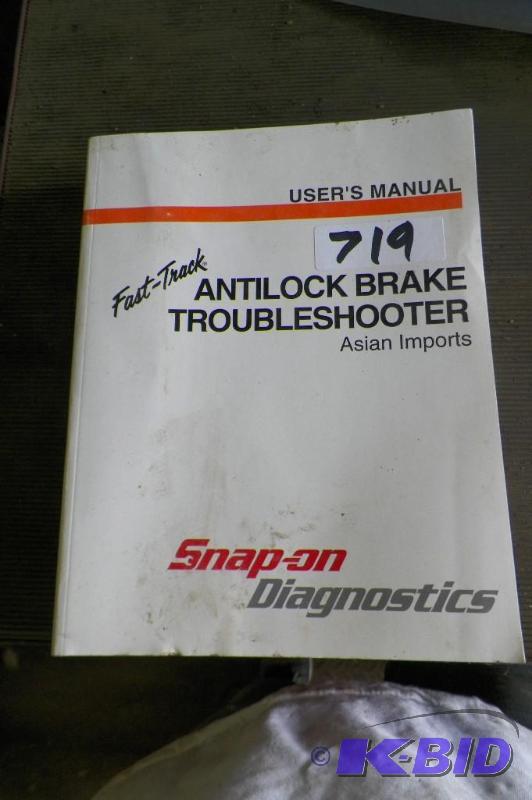 USER'S MANUAL
719
Fast-Track®
ANTILOCK BRAKE
TROUBLESHOOTER
Asian Imports
Snap-on
Diagnostics
© K-BID